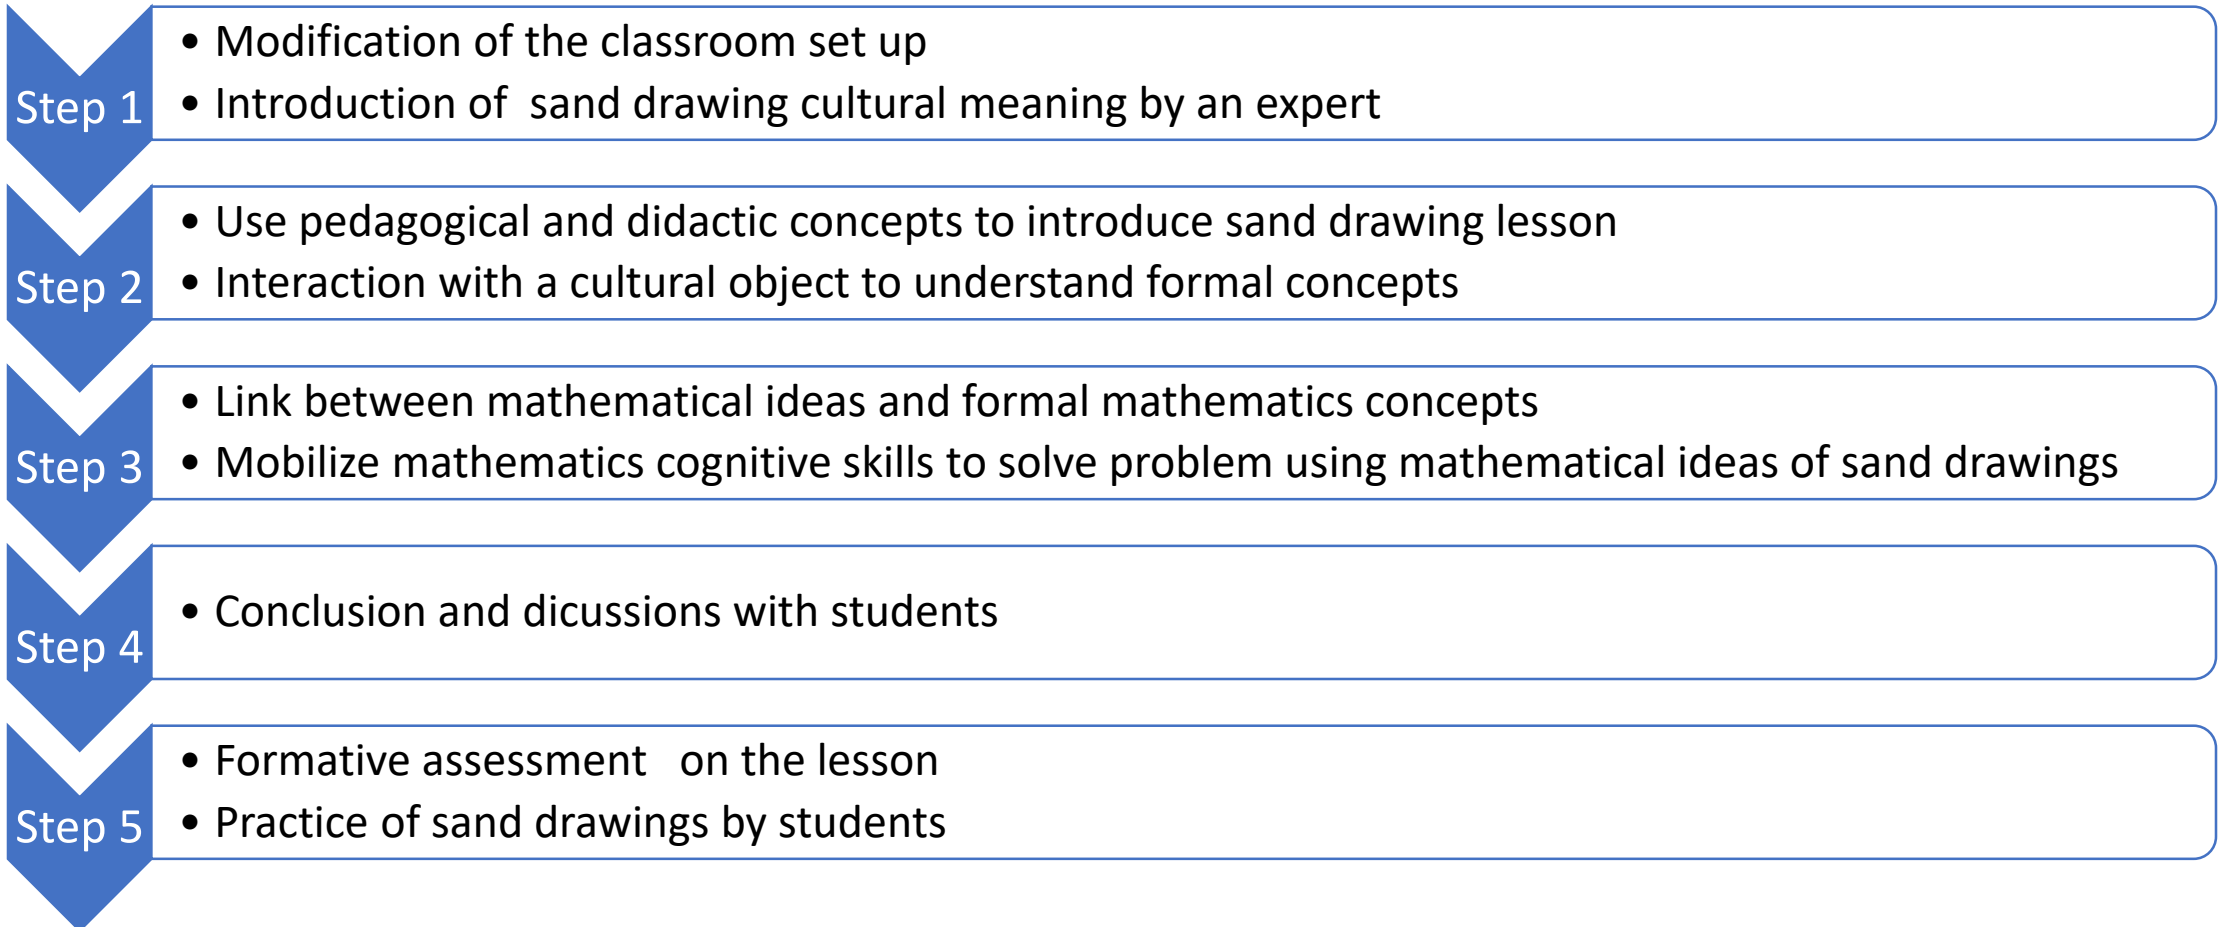 Step 1
• Modification of the classroom set up
• Introduction of  sand drawing cultural meaning by an expert
Step 2
• Use pedagogical and didactic concepts to introduce sand drawing lesson
• Interaction with a cultural object to understand formal concepts
Step 3
• Link between mathematical ideas and formal mathematics concepts
• Mobilize mathematics cognitive skills to solve problem using mathematical ideas of sand drawings
Step 4
• Conclusion and dicussions with students
Step 5
• Formative assessment   on the lesson
• Practice of sand drawings by students